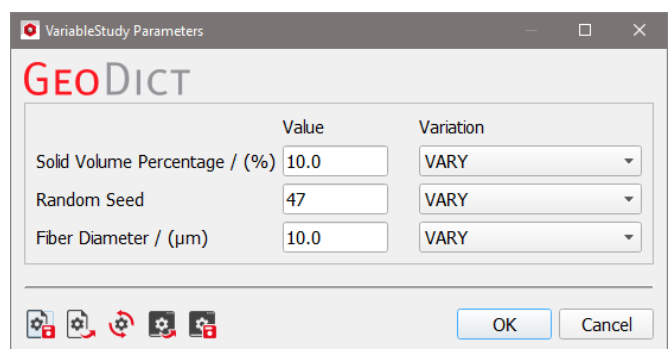 VariableStudy Parameters
GEODICT
Value Variation
Solid Volume Percentage / (%) 10.0 VARY
Random Seed 47 VARY
Fiber Diameter / (µm) 10.0 VARY
OK Cancel